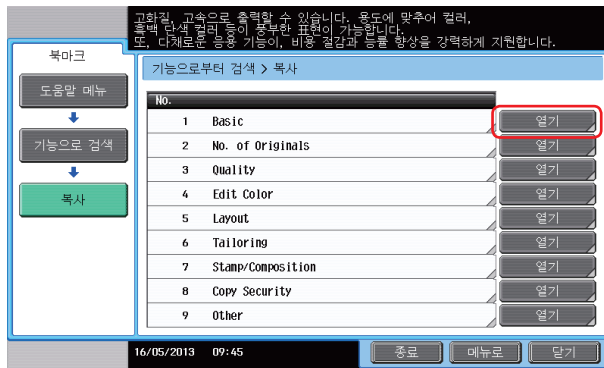 고화질, 고속으로 출력할 수 있습니다. 용도에 맞추어 컬러,
흑백 단색 컬러 등이 풍부한 표현이 가능합니다.
또, 다채로운 응용 기능이, 비용 절감과 능률 향상을 강력하게 지원합니다.
북마크
기능으로부터 검색 > 복사
도움말 메뉴
기능으로 검색
복사
No.
1 Basic 열기
2 No. of Originals 열기
3 Quality 열기
4 Edit Color 열기
5 Layout 열기
6 Tailoring 열기
7 Stamp/Composition 열기
8 Copy Security 열기
9 Other 열기
16/05/2013 09:45 종료 메뉴로 닫기